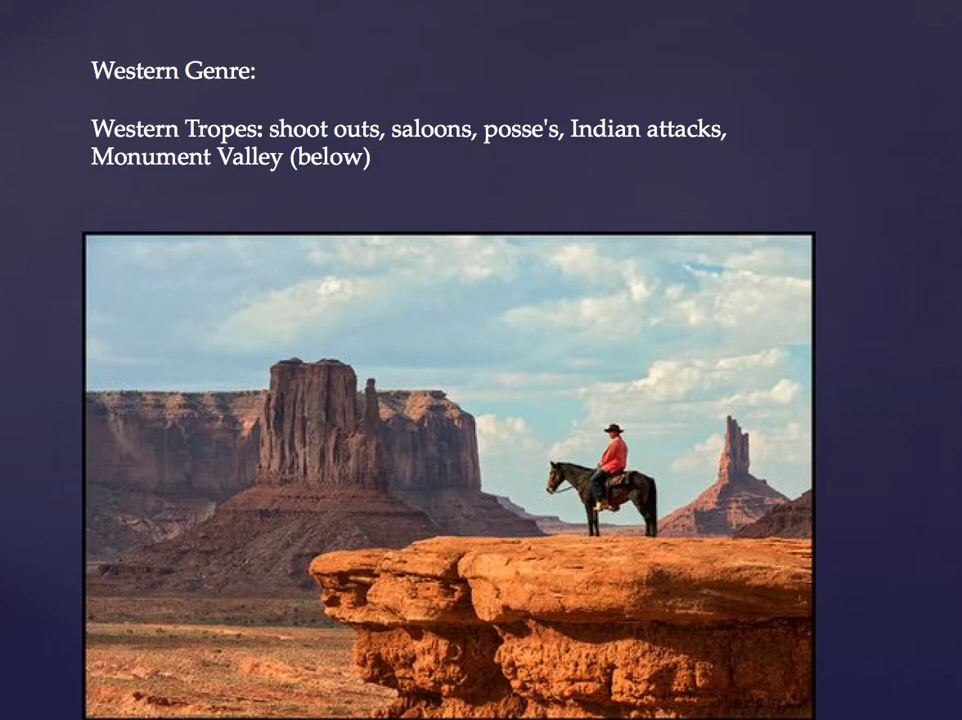 Western Genre:
Western Tropes: shoot outs, saloons, posse's, Indian attacks,
Monument Valley (below)